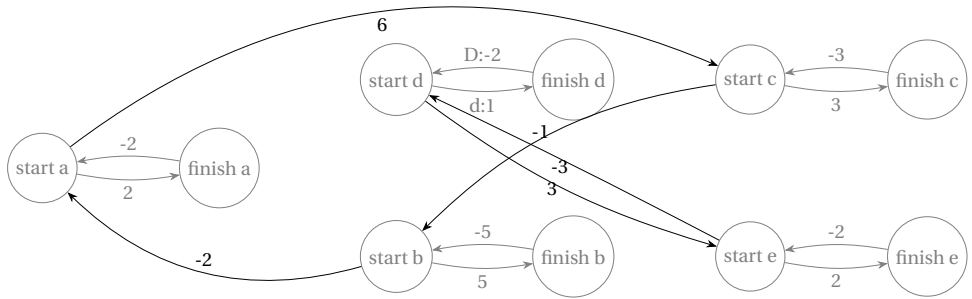 6
start d
D:-2
d:1
finish d
start c
-3
3
finish c
-1
start a
-2
2
finish a
-3
3
-2
start b
-5
5
finish b
start e
-2
2
finish e